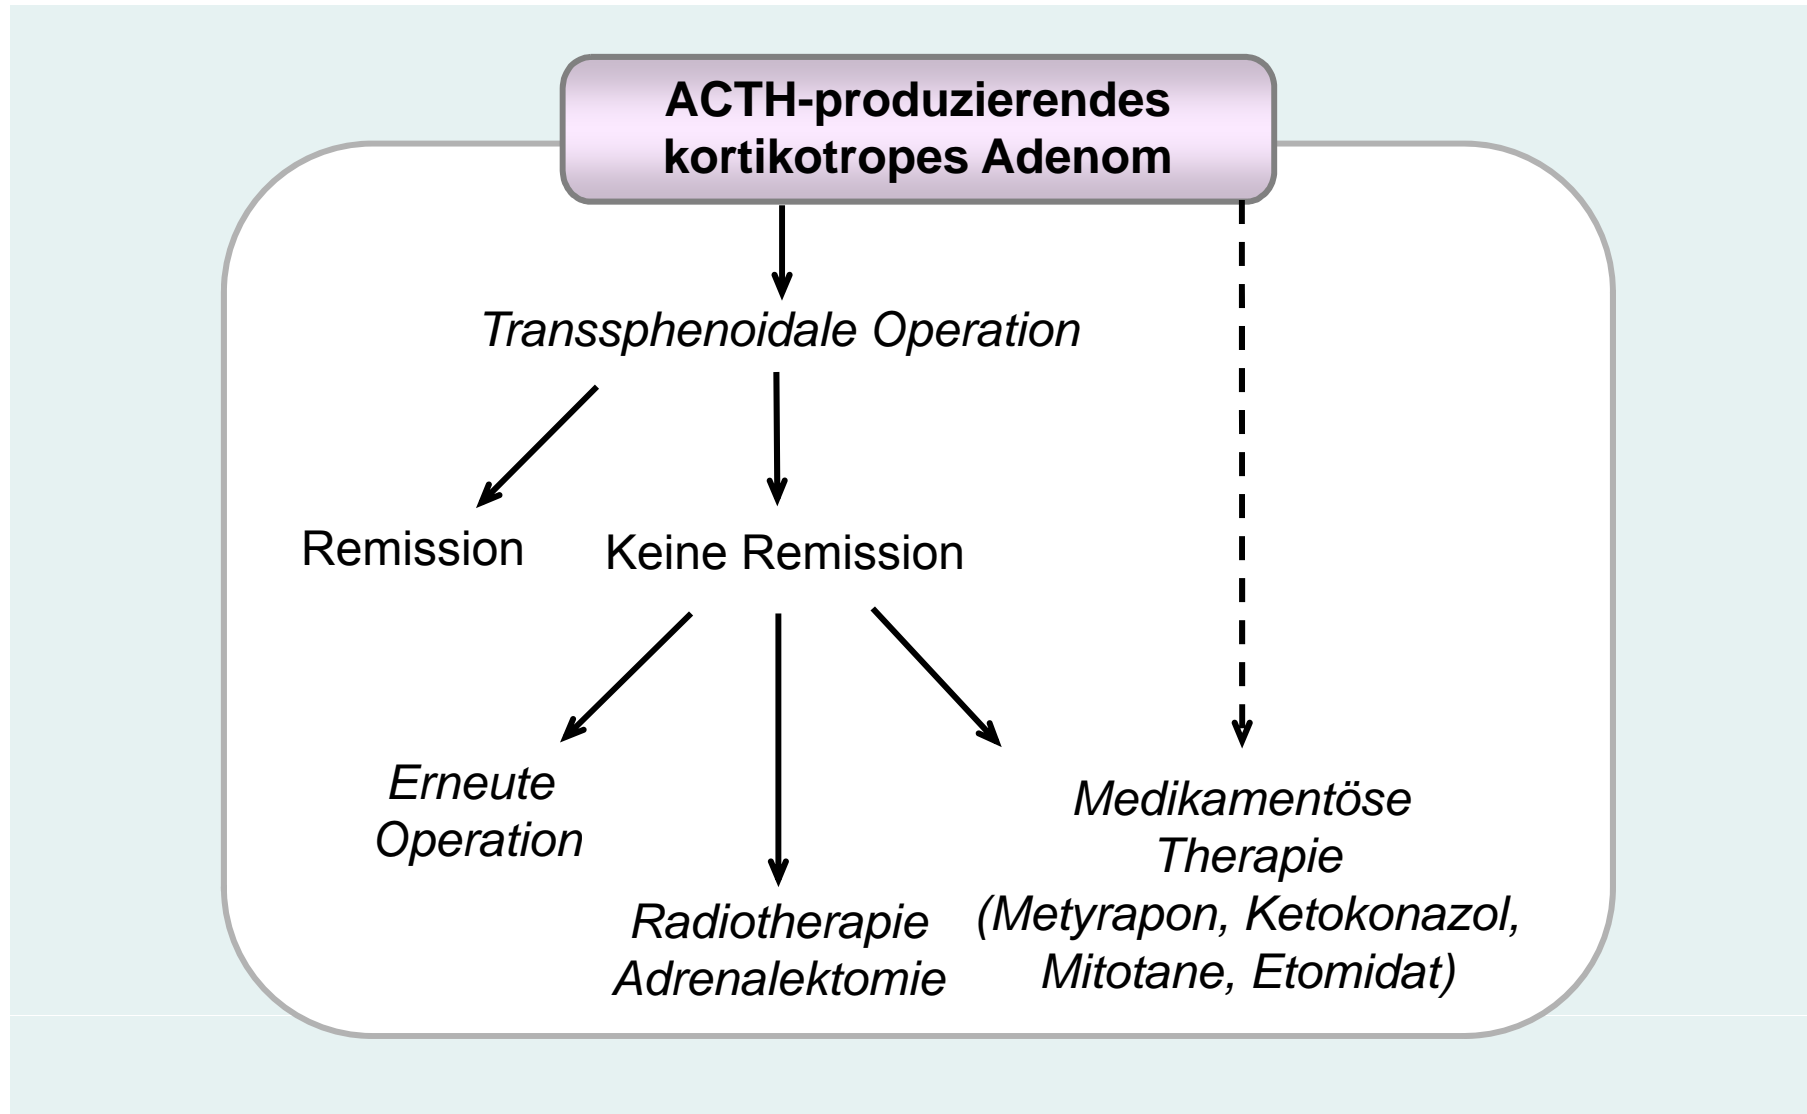 ACTH-produzierendes
kortikotropes Adenom
Transsphenoidale Operation
Remission
Keine Remission
Erneute
Operation
Radiotherapie
Adrenalektomie
Medikamentöse
Therapie
(Metyrapon, Ketokonazol,
Mitotane, Etomidat)